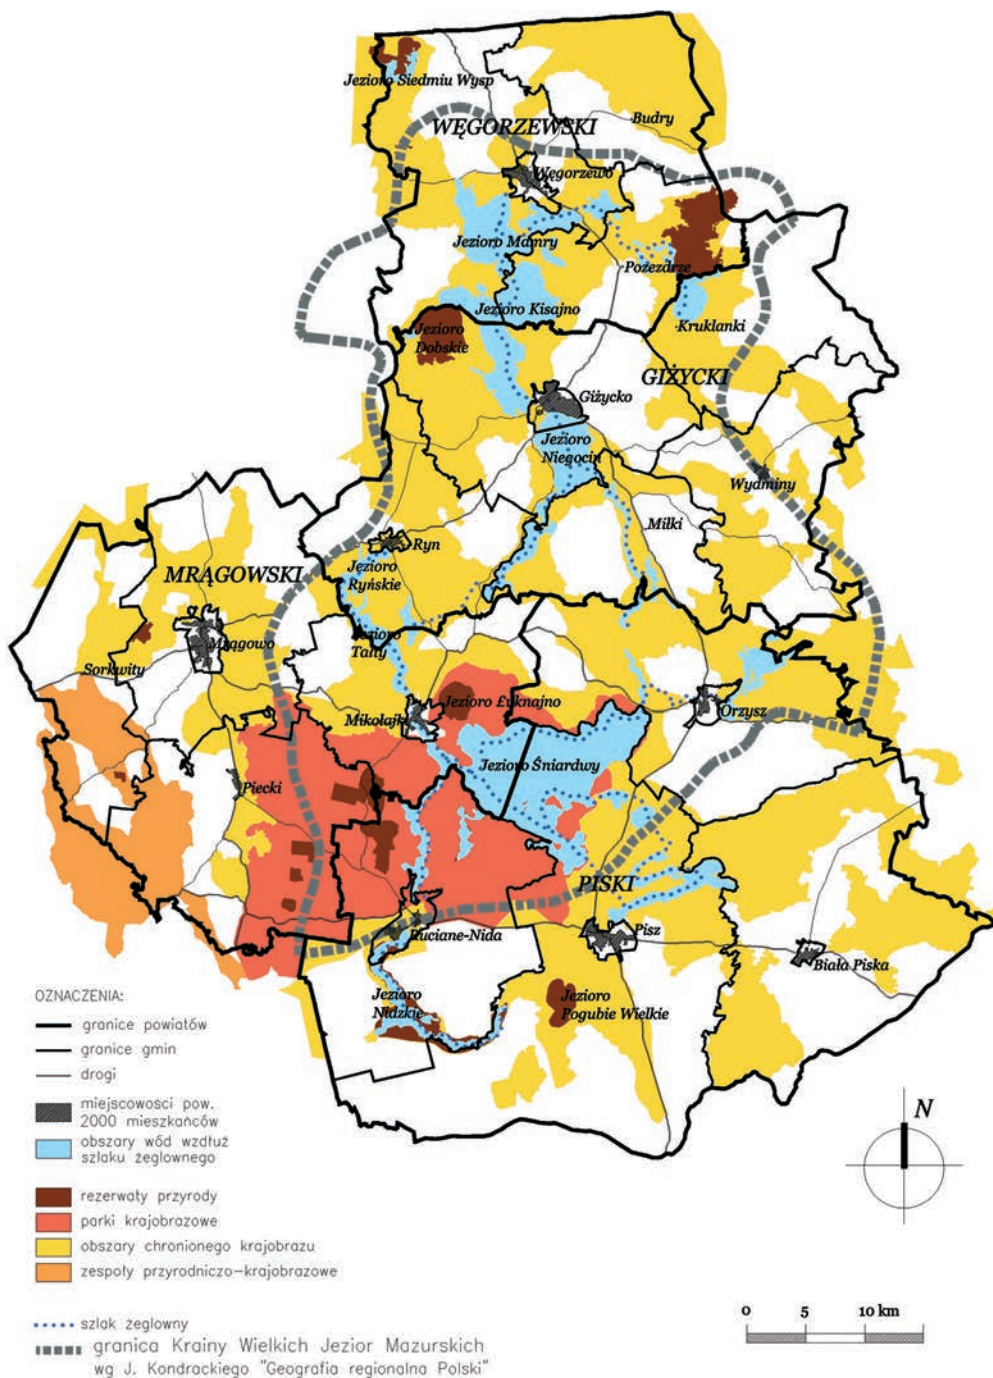 Jezioro Siedmiu Wysp
WĘGORZEWSKI
Budry
Węgorzewo
Jezioro Mamry
Pozezdrze
Jezioro Kisajno
Kruklanki
Jezioro
Dobskie
GIŻYCKI
Giżycko
Jezioro
Niegocin
Wydminy
Miłki
Ryn
Jezioro
Ryńskie
MRĄGOWSKI
Jezioro
Tałty
Mrągowo
Sorkwity
Jezioro Łuknajno
Mikołajki
Orzysz
Jezioro Śniardwy
Piecki
PISKI
Ruciane-Nida
Pisz
Biała Piska
Jezioro
Nidzkie
Jezioro
Pogubie Wielkie
OZNACZENIA:
granice powiatów
granice gmin
drogi
miejscowości pow.
2000 mieszkańców
obszary wód wzdłuż
szlaku żeglownego
rezerwaty przyrody
parki krajobrazowe
obszary chronionego krajobrazu
zespoły przyrodniczo-krajobrazowe
szlak żeglowny
granica Krainy Wielkich Jezior Mazurskich
wg J. Kondrackiego "Geografia regionalna Polski"
N
0 5 10 km